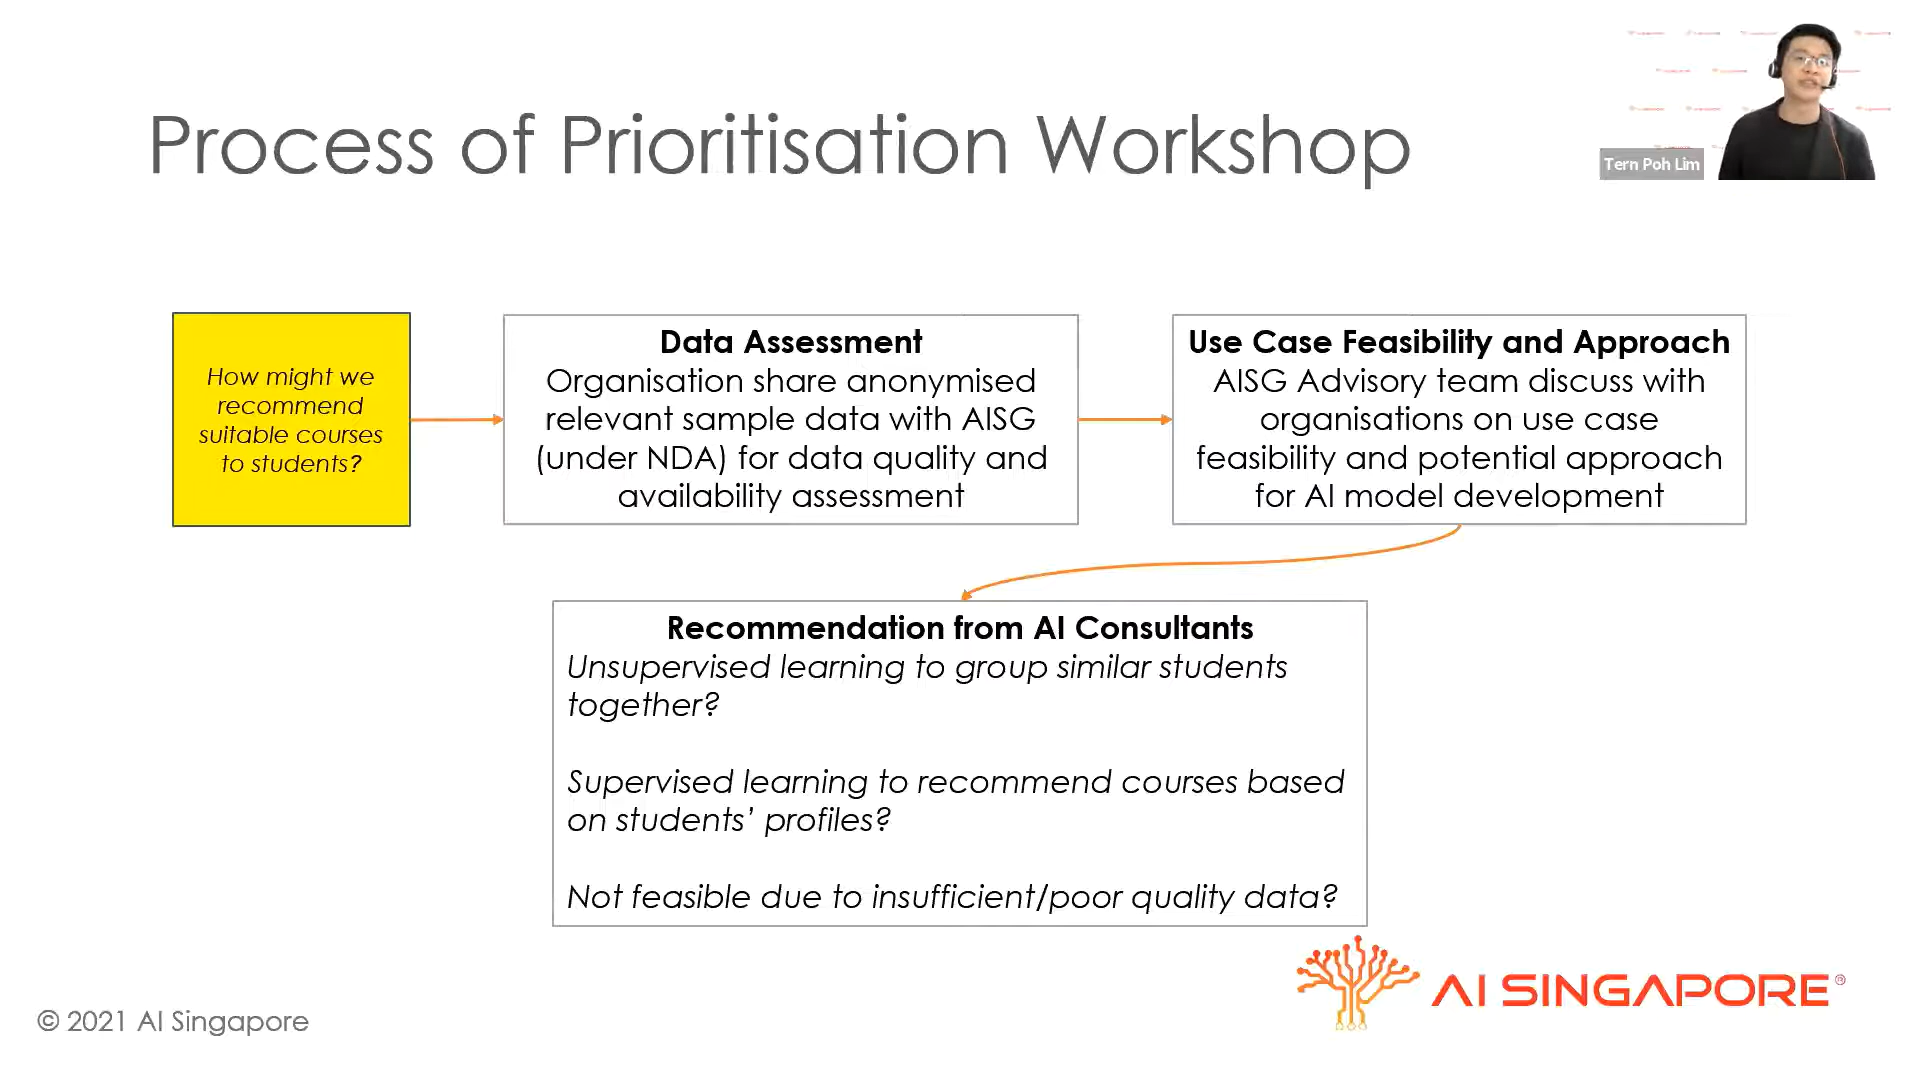 Process of Prioritisation Workshop
Tern Poh Lim
How might we
recommend
suitable courses
to students?
Data Assessment
Organisation share anonymised
relevant sample data with AISG
(under NDA) for data quality and
availability assessment
Use Case Feasibility and Approach
AISG Advisory team discuss with
organisations on use case
feasibility and potential approach
for AI model development
Recommendation from AI Consultants
Unsupervised learning to group similar students
together?
Supervised learning to recommend courses based
on students’ profiles?
Not feasible due to insufficient/poor quality data?
AI SINGAPORE®
© 2021 AI Singapore